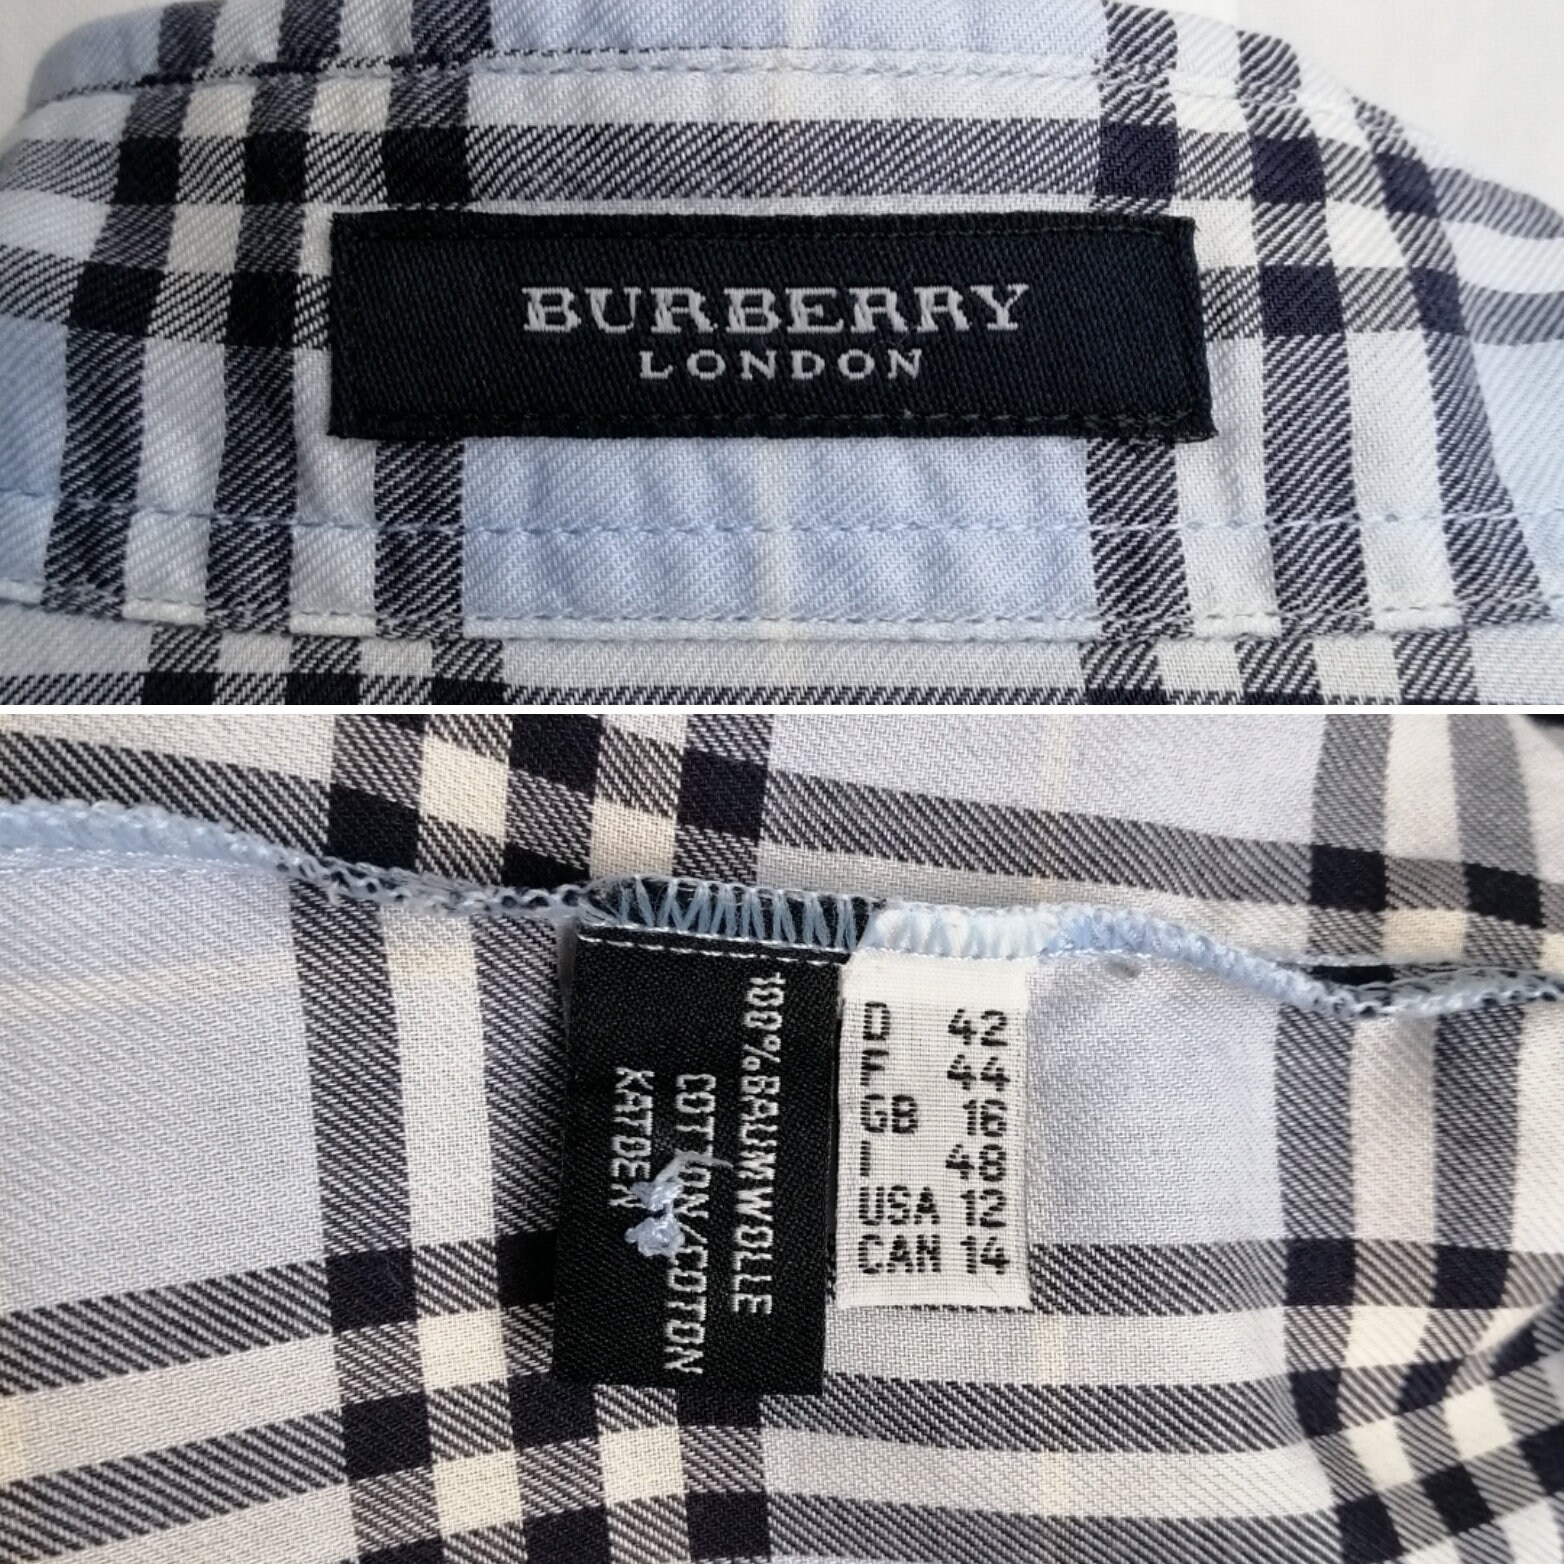 BURBERRY
LONDON
100%BAUMWOLLE
COTTON/COTON
KATOEN
D 42
F 44
GB 16
I 48
USA 12
CAN 14